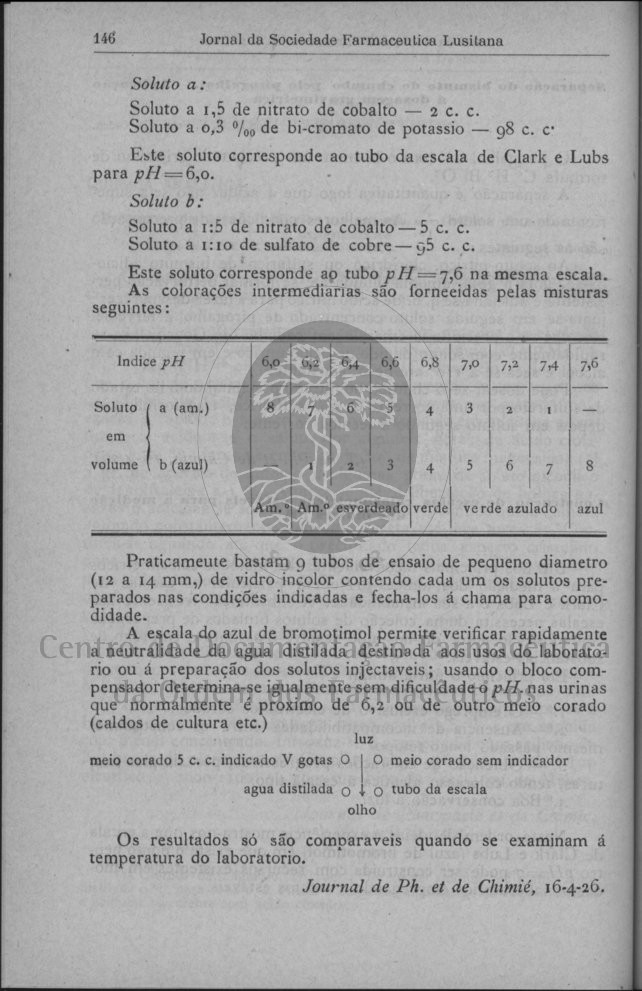 146 Jornal da Sociedade Farmaceutica Lusitana
Soluto a:
Soluto a 1,5 de nitrato de cobalto — 2 c. c.
Soluto a 0,3 °/₀₀ de bi-cromato de potassio — 98 c. c·
Este soluto corresponde ao tubo da escala de Clark e Lubs
para pH = 6,0.
Soluto b:
Soluto a 1:5 de nitrato de cobalto — 5 c. c.
Soluto a 1:10 de sulfato de cobre — 95 c. c.
Este soluto corresponde ao tubo pH = 7,6 na mesma escala.
As colorações intermediarias são forneeidas pelas misturas
seguintes:
Indice pH 6,0 6,2 6,4 6,6 6,8 7,0 7,2 7,4 7,6
Soluto a (am.) 8 7 6 5 4 3 2 1 —
em
volume b (azul) — 1 2 3 4 5 6 7 8
Am.º Am.º esverdeado verde verde azulado azul
Praticameute bastam 9 tubos de ensaio de pequeno diametro
(12 a 14 mm,) de vidro incolor contendo cada um os solutos pre-
parados nas condições indicadas e fecha-los á chama para como-
didade.
A escala do azul de bromotimol permite verificar rapidamente
a neutralidade da agua distilada destinada aos usos do laborato-
rio ou á preparação dos solutos injectaveis; usando o bloco com-
pensador determina-se igualmente sem dificuldade o pH. nas urinas
que normalmente é proximo de 6,2 ou de outro meio corado
(caldos de cultura etc.)
luz
meio corado 5 c. c. indicado V gotas O O meio corado sem indicador
agua distilada o ↓ o tubo da escala
olho
Os resultados só são comparaveis quando se examinam á
temperatura do laboratorio.
Journal de Ph. et de Chimié, 16-4-26.
Centro de Documentação Farmacêutica
da Ordem dos Farmacêuticos